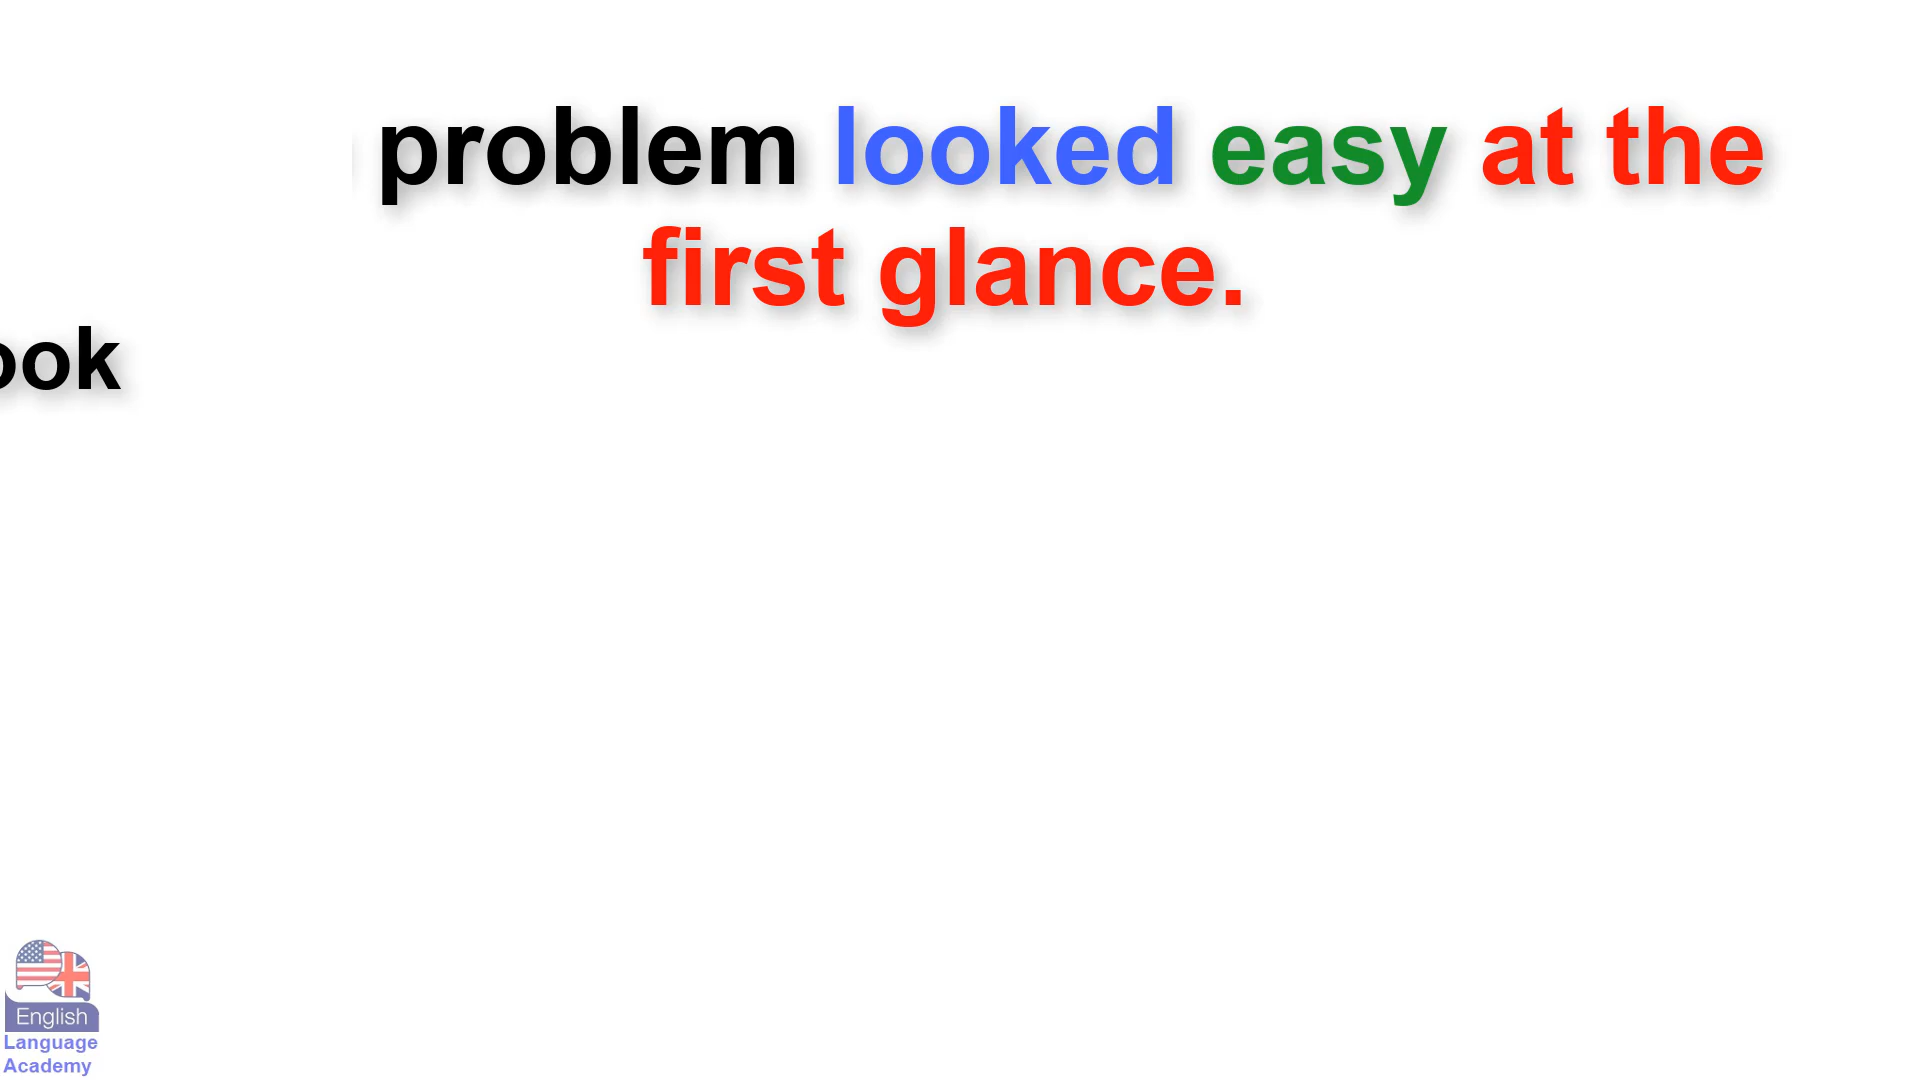 problem looked easy at the
first glance.
ook
English
Language
Academy